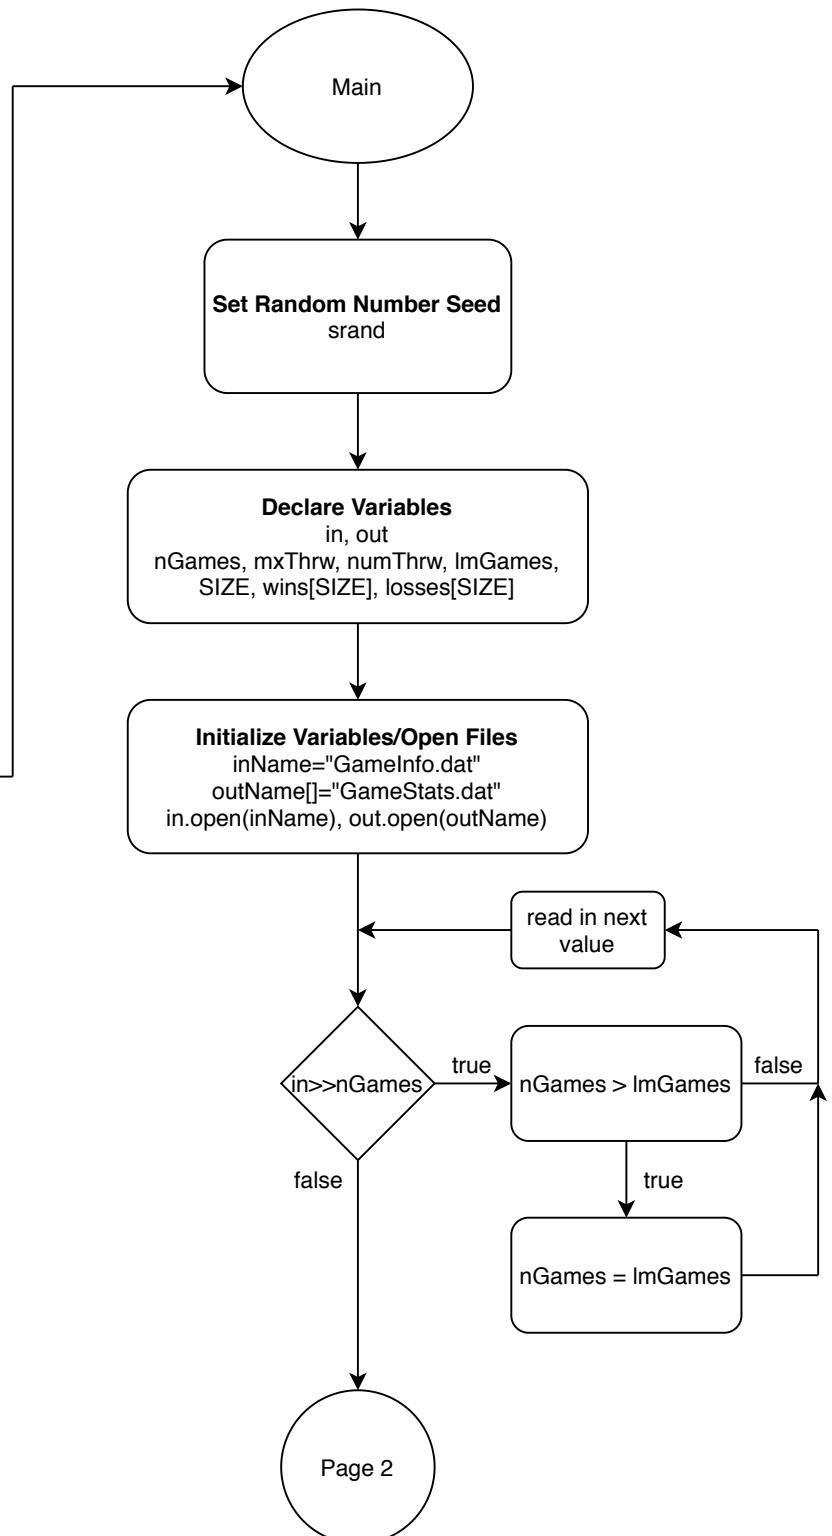 Main
Set Random Number Seed
srand
Declare Variables
in, out
nGames, mxThrw, numThrw, lmGames,
SIZE, wins[SIZE], losses[SIZE]
Initialize Variables/Open Files
inName="GameInfo.dat"
outName[]="GameStats.dat"
in.open(inName), out.open(outName)
read in next
value
in>>nGames
true
nGames > lmGames
false
false
true
nGames = lmGames
Page 2